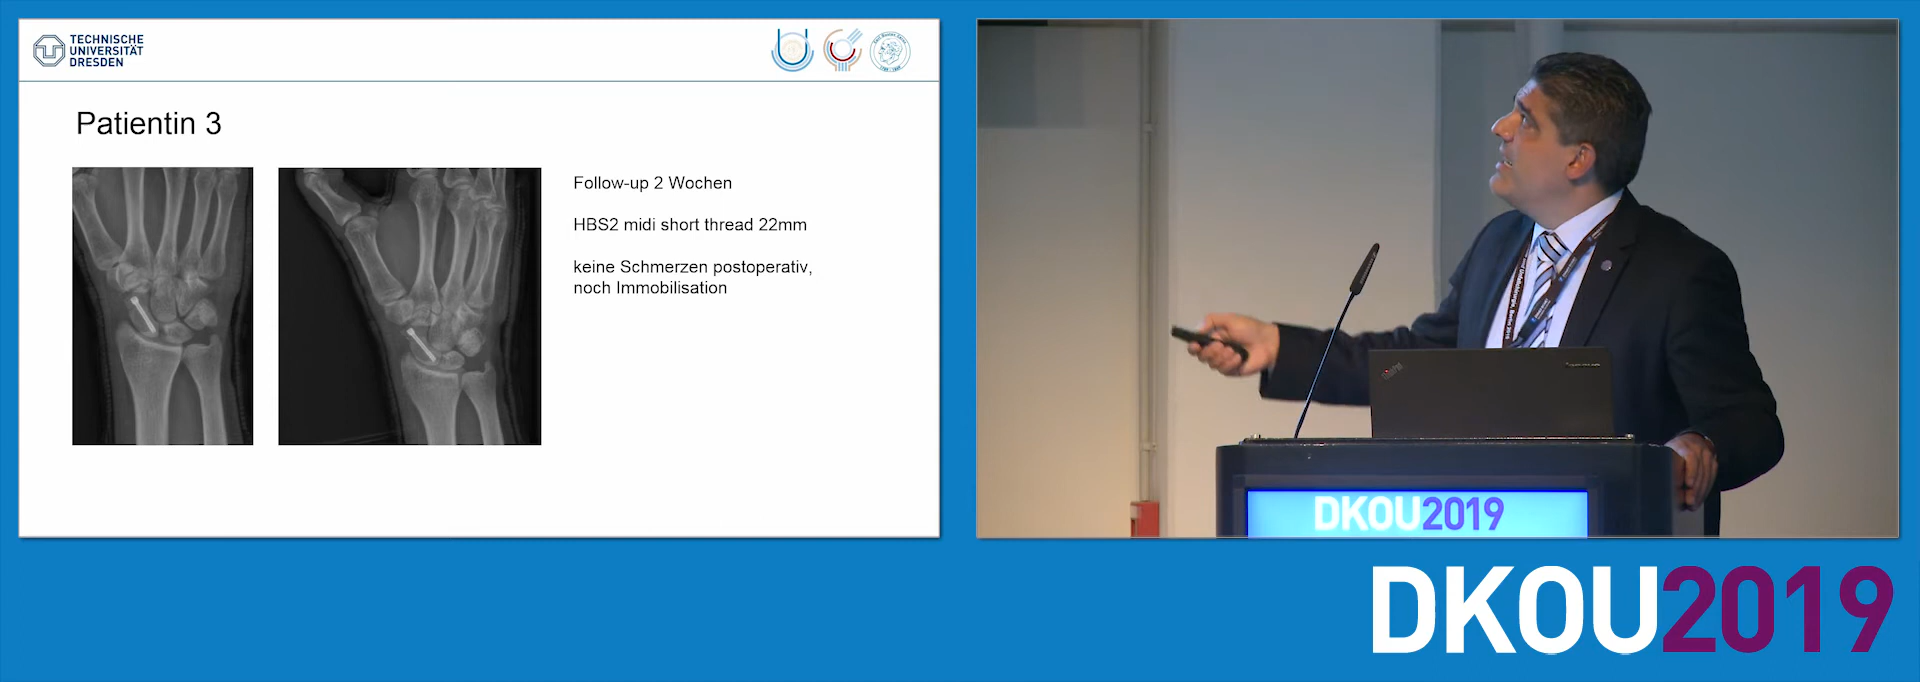 TECHNISCHE
UNIVERSITÄT
DRESDEN
Patientin 3
Follow-up 2 Wochen
HBS2 midi short thread 22mm
keine Schmerzen postoperativ,
noch Immobilisation
DKOU2019
DKOU2019